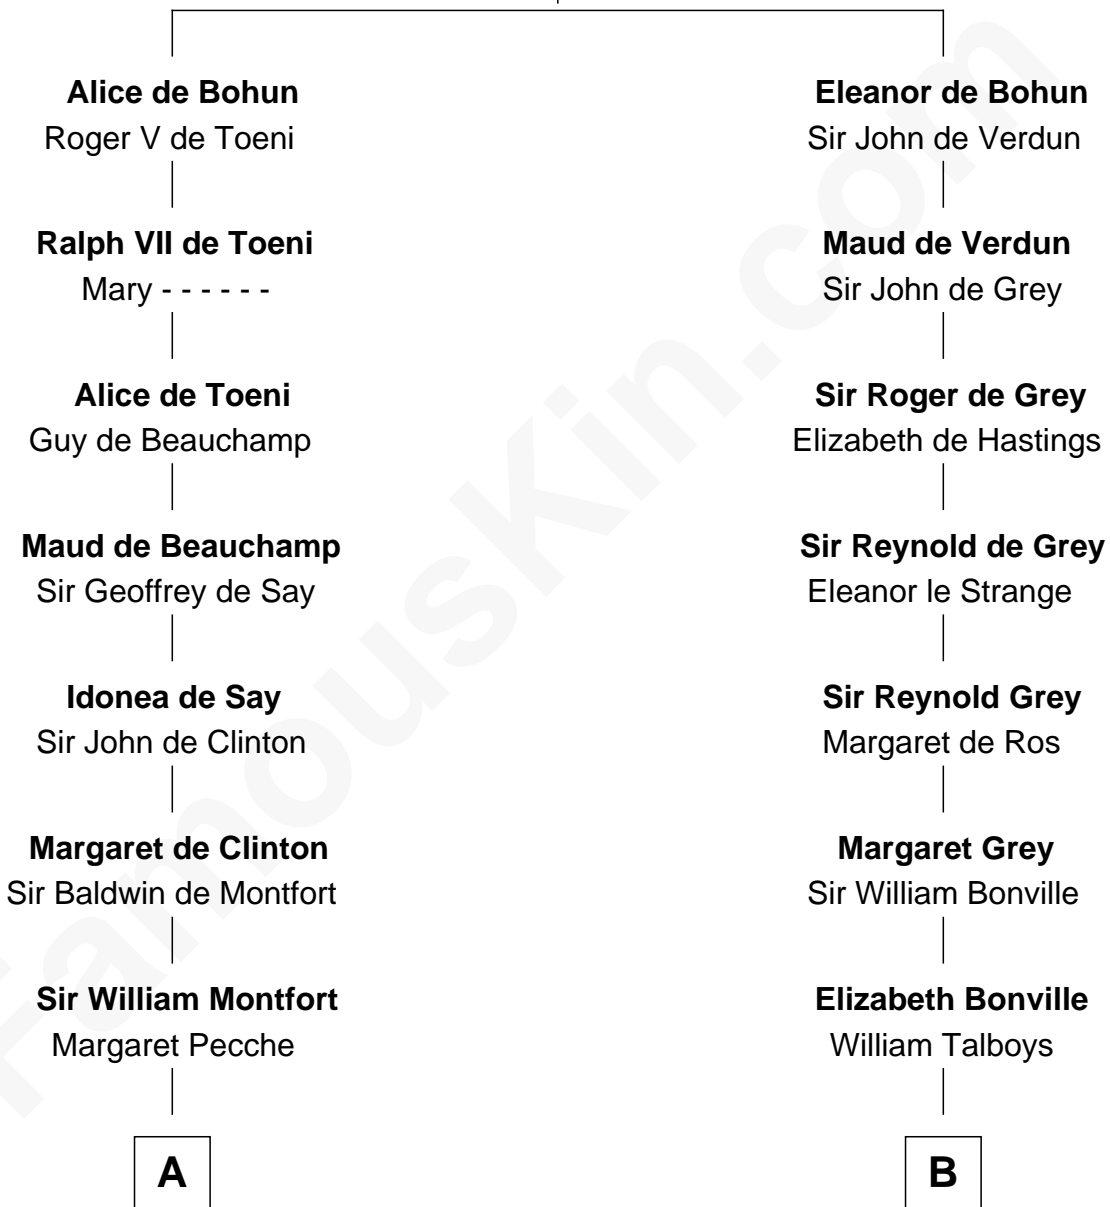 Alice de Bohun
Roger V de Toeni
Ralph VII de Toeni
Mary - - - - - -
Alice de Toeni
Guy de Beauchamp
Maud de Beauchamp
Sir Geoffrey de Say
Idonea de Say
Sir John de Clinton
Margaret de Clinton
Sir Baldwin de Montfort
Sir William Montfort
Margaret Pecche
A
Eleanor de Bohun
Sir John de Verdun
Maud de Verdun
Sir John de Grey
Sir Roger de Grey
Elizabeth de Hastings
Sir Reynold de Grey
Eleanor le Strange
Sir Reynold Grey
Margaret de Ros
Margaret Grey
Sir William Bonville
Elizabeth Bonville
William Talboys
B
FamousKin.com